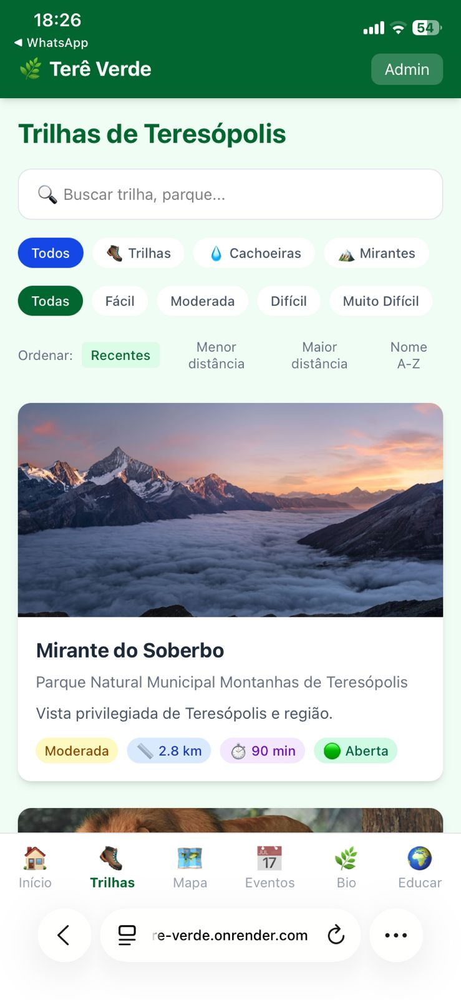 18:26
54
◀ WhatsApp
Terê Verde
Admin
Trilhas de Teresópolis
Buscar trilha, parque...
Todos
Trilhas
Cachoeiras
Mirantes
Todas
Fácil
Moderada
Difícil
Muito Difícil
Ordenar:
Recentes
Menor
distância
Maior
distância
Nome
A-Z
Mirante do Soberbo
Parque Natural Municipal Montanhas de Teresópolis
Vista privilegiada de Teresópolis e região.
Moderada
2.8 km
90 min
Aberta
Início
Trilhas
Mapa
JUL
17
Eventos
Bio
Educar
re-verde.onrender.com